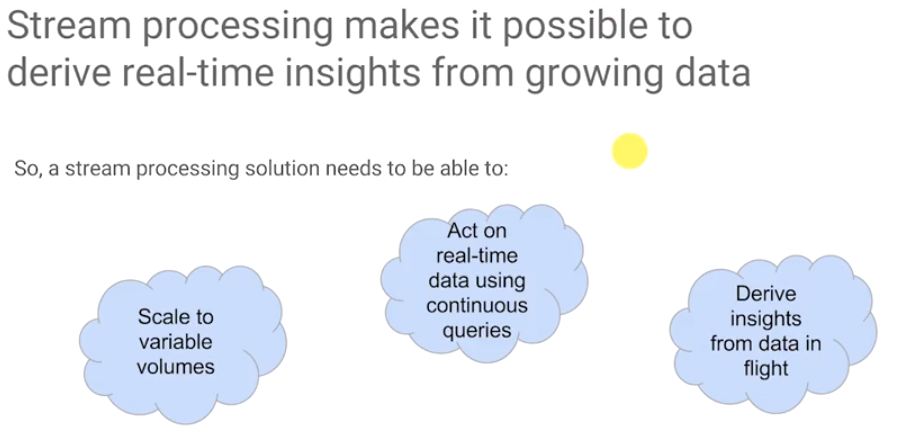 Stream processing makes it possible to
derive real-time insights from growing data
So, a stream processing solution needs to be able to:
Scale to
variable
volumes
Act on
real-time
data using
continuous
queries
Derive
insights
from data in
flight